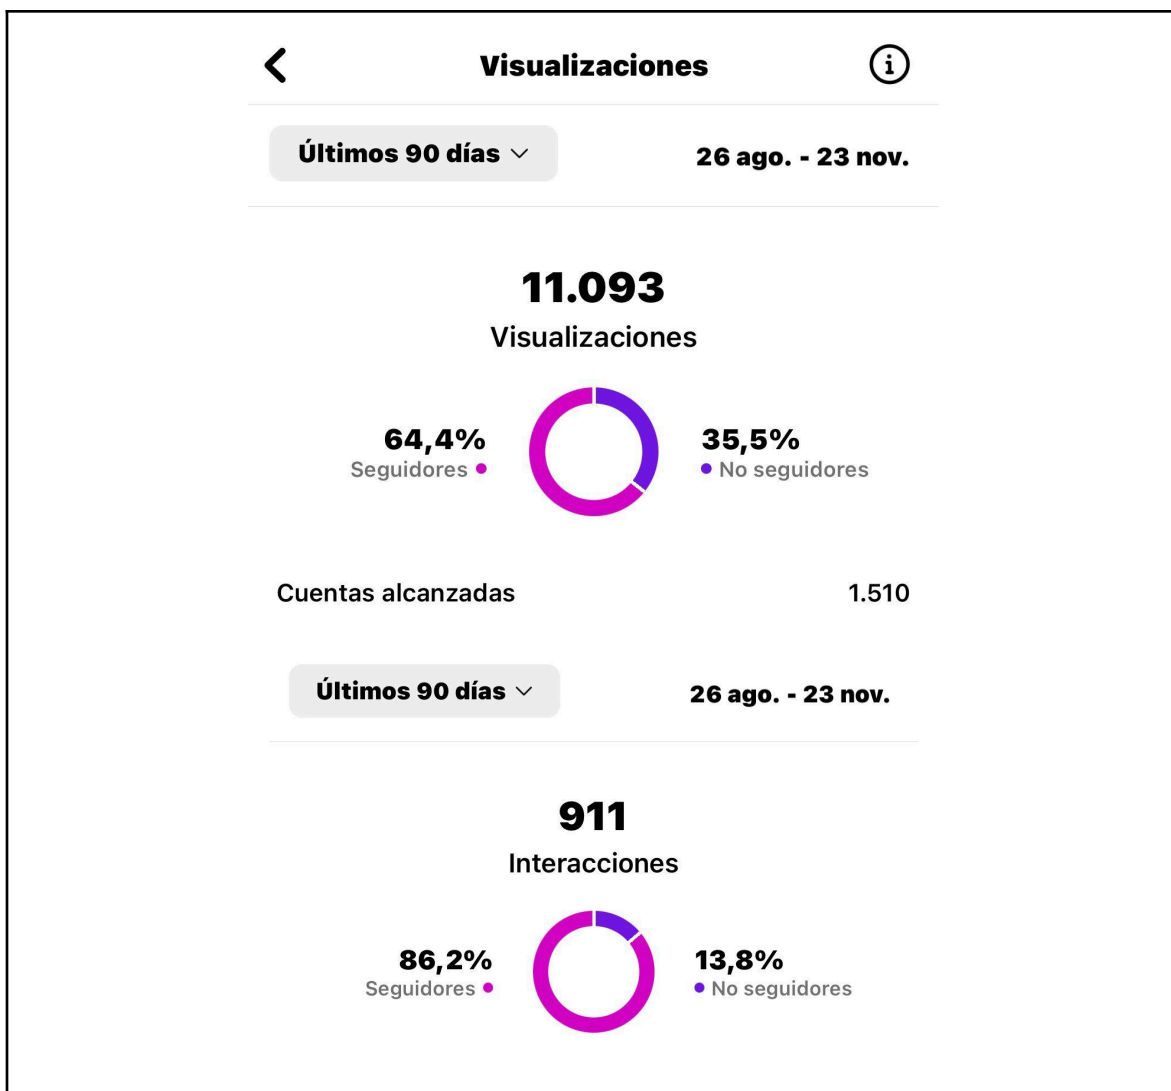 Visualizaciones
Últimos 90 días
26 ago. - 23 nov.
11.093
Visualizaciones
64,4%
Seguidores
35,5%
No seguidores
Cuentas alcanzadas 1.510
Últimos 90 días
26 ago. - 23 nov.
911
Interacciones
86,2%
Seguidores
13,8%
No seguidores